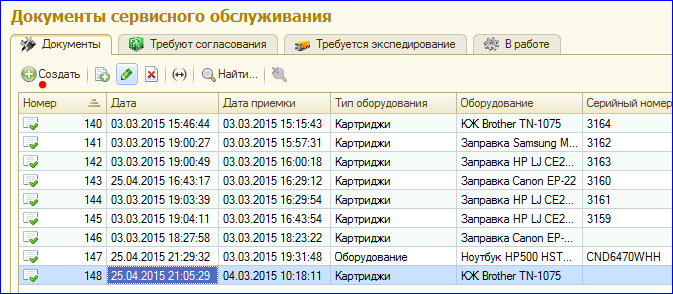 Документы сервисного обслуживания
Документы Требуют согласования Требуется экспедирование В работе
Создать Найти...
Номер Дата Дата приемки Тип оборудования Оборудование Серийный номер
140 03.03.2015 15:46:44 03.03.2015 15:15:43 Картриджи КЖ Brother TN-1075 3164
141 03.03.2015 19:00:27 03.03.2015 15:57:31 Картриджи Заправка Samsung M... 3162
142 03.03.2015 19:00:49 03.03.2015 16:00:18 Картриджи Заправка HP LJ CE2... 3163
143 25.04.2015 16:43:17 03.03.2015 16:29:12 Картриджи Заправка Canon EP-22 3160
144 03.03.2015 19:03:39 03.03.2015 16:29:54 Картриджи Заправка HP LJ CE2... 3161
145 03.03.2015 19:04:11 03.03.2015 16:43:54 Картриджи Заправка HP LJ CE2... 3159
146 03.03.2015 18:27:58 03.03.2015 18:23:22 Картриджи Заправка Canon EP-...
147 25.04.2015 21:29:32 03.03.2015 19:31:48 Оборудование Ноутбук HP500 HST... CND6470WHH
148 25.04.2015 21:05:29 04.03.2015 10:18:11 Картриджи КЖ Brother TN-1075